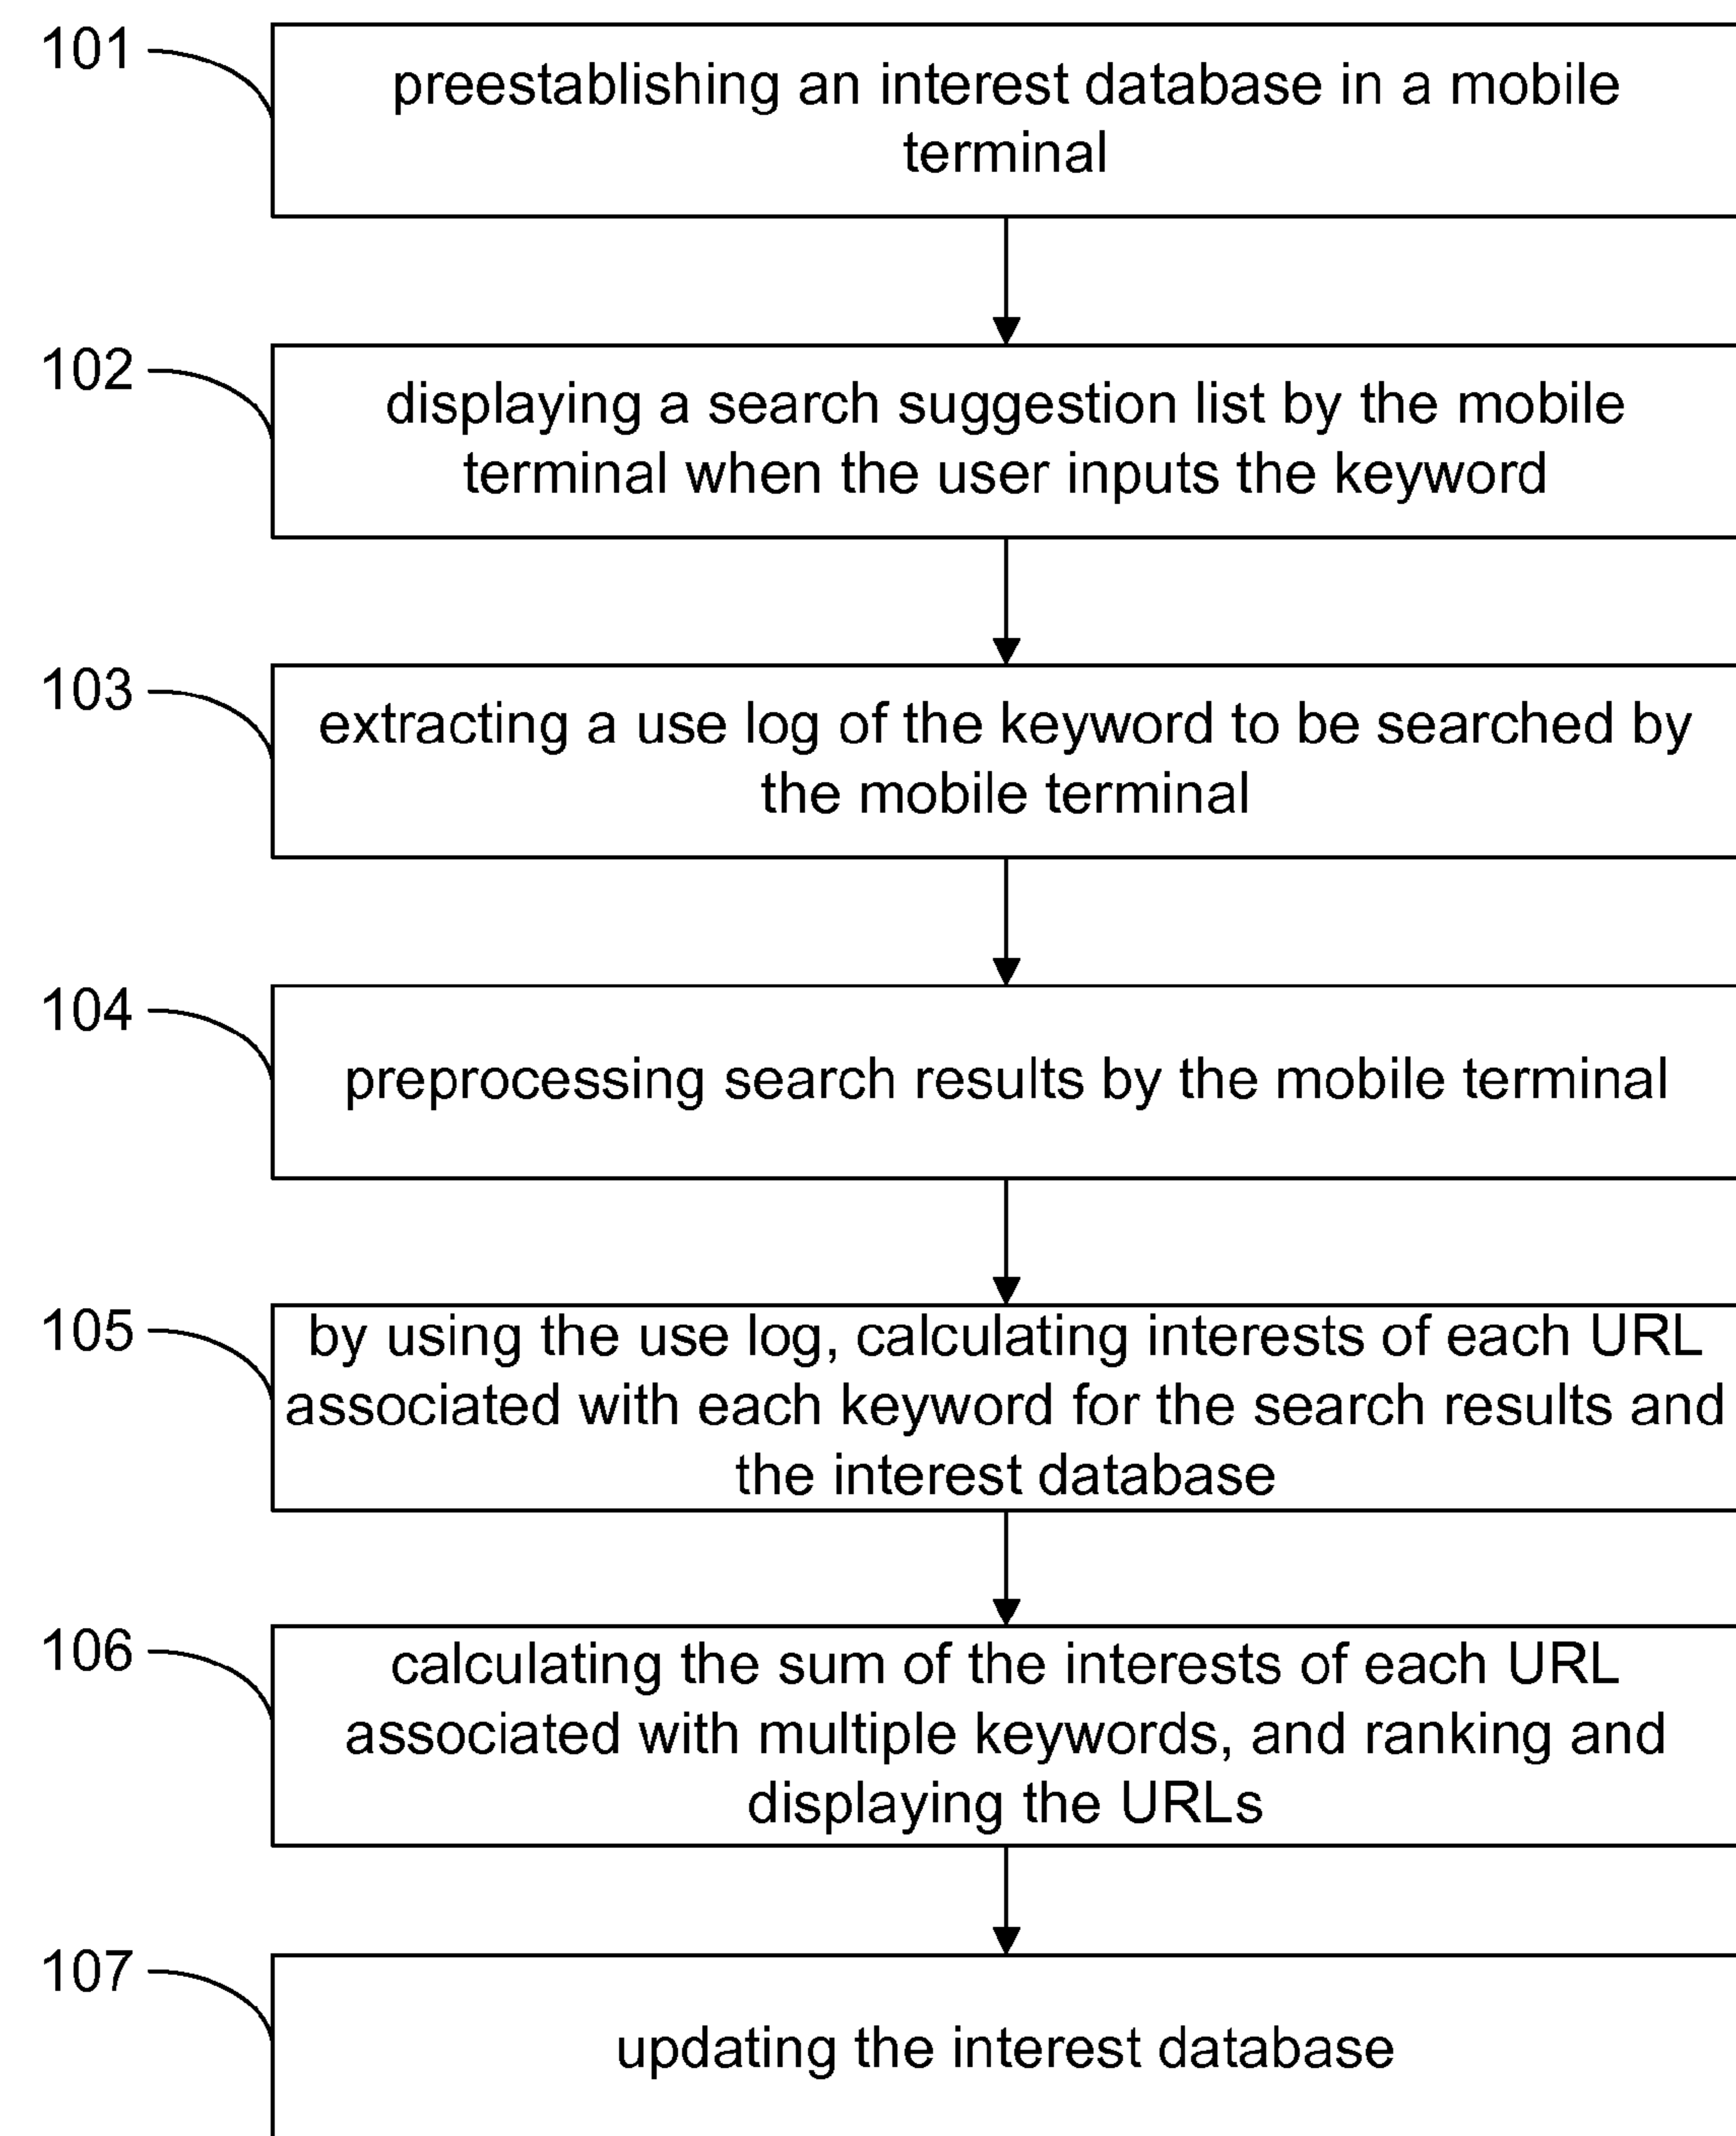 101
preestablishing an interest database in a mobile
terminal
102
displaying a search suggestion list by the mobile
terminal when the user inputs the keyword
103
extracting a use log of the keyword to be searched by
the mobile terminal
104
preprocessing search results by the mobile terminal
105
by using the use log, calculating interests of each URL
associated with each keyword for the search results and
the interest database
106
calculating the sum of the interests of each URL
associated with multiple keywords, and ranking and
displaying the URLs
107
updating the interest database